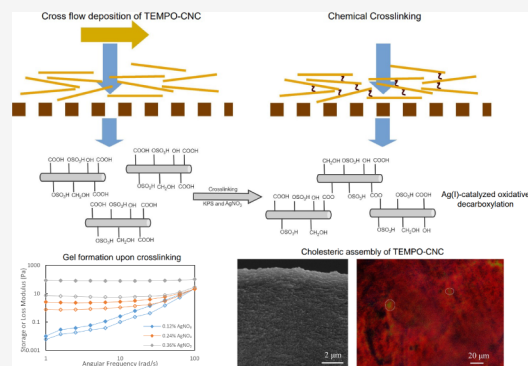 Cross flow deposition of TEMPO-CNC
Chemical Crosslinking
COOH OSO3H OH COOH
COOH OSO3H OH COOH
OSO3H CH2OH COOH
OSO3H CH2OH COOH
COOH OSO3H OH COOH
OSO3H CH2OH COOH
Crosslinking
KPS and AgNO3
COOH OSO3H OH COOH
COOH OSO3H OH COO
OSO3H CH2OH COO
COO OSO3H COOH
OSO3H CH2OH
OSO3H CH2OH OH
Ag(I)-catalyzed oxidative
decarboxylation
Gel formation upon crosslinking
Storage or Loss Modulus (Pa)
1000
10
0.1
0.001
1
10
100
Angular Frequency (rad/s)
0.12% AgNO3
0.24% AgNO3
0.36% AgNO3
Cholesteric assembly of TEMPO-CNC
2 μm
20 μm